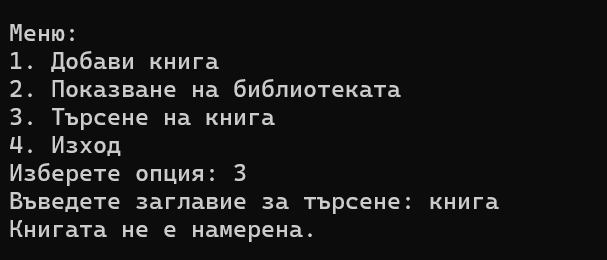 Меню:
1. Добави книга
2. Показване на библиотеката
3. Търсене на книга
4. Изход
Изберете опция: 3
Въведете заглавие за търсене: книга
Книгата не е намерена.